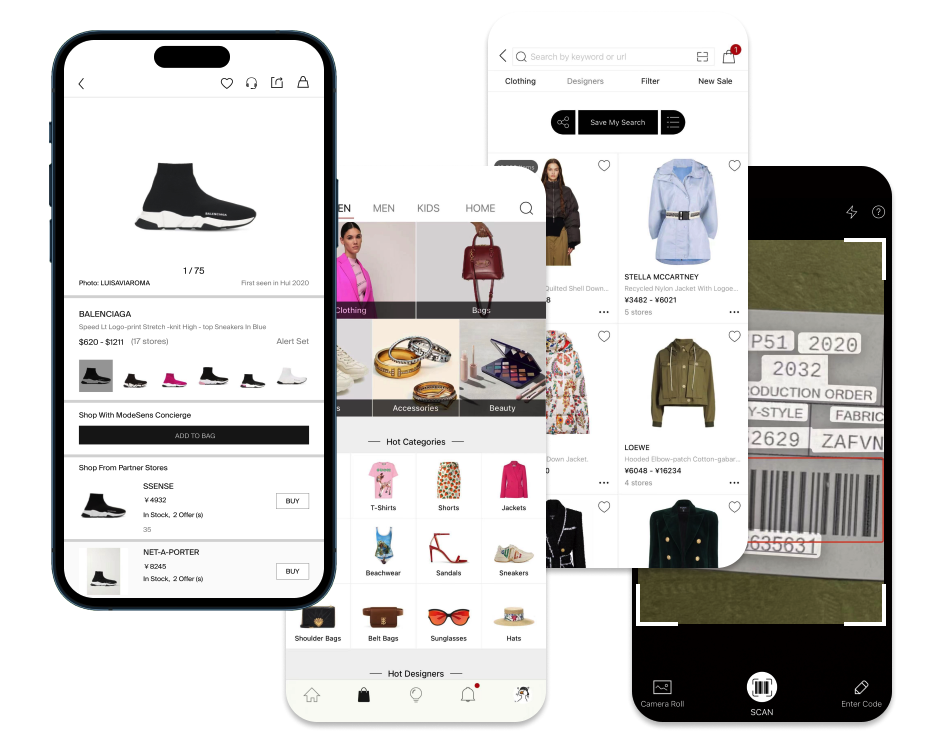 BALENCIAGA
1 / 75
Photo: LUISAVIAROMA
First seen in Hut 2020
BALENCIAGA
Speed Lt Logo-print Stretch -knit High - top Sneakers In Blue
$620 - $1211 (17 stores)
Alert Set
Shop With ModeSens Concierge
ADD TO BAG
Shop From Partner Stores
SSENSE
¥ 4932
In Stock, 2 Offer (s)
35
BUY
NET-A-PORTER
¥ 8245
In Stock, 2 Offer (s)
BUY
EN MEN KIDS HOME
Clothing
Bags
s
Accessories
Beauty
Hot Categories
T-Shirts
Shorts
Jackets
Beachwear
Sandals
Sneakers
Shoulder Bags
Belt Bags
Sunglasses
Hats
Hot Designers
Search by keyword or url
1
Clothing
Designers
Filter
New Sale
Save My Search
Quilted Shell Down...
8
STELLA MCCARTNEY
Recycled Nylon Jacket With Logoe...
¥3482 - ¥6021
5 stores
Down Jacket.
0
LOEWE
Hooded Elbow-patch Cotton-gabar...
¥6048 - ¥16234
4 stores
P51 2020
2032
RODUCTION ORDER
Y-STYLE
FABRIC
2629
ZAFVN
635631
Camera Roll
SCAN
Enter Code